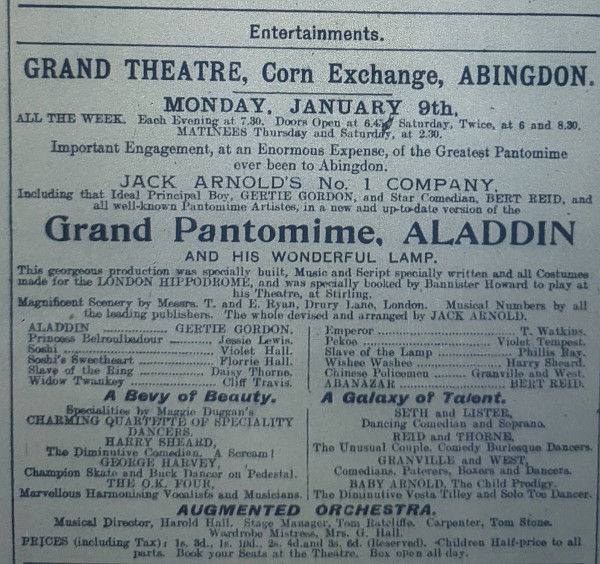 Entertainments.
GRAND THEATRE, Corn Exchange, ABINGDON.
MONDAY, JANUARY 9th,
ALL THE WEEK. Each Evening at 7.30. Doors Open at 6.45. Saturday, Twice, at 6 and 8.30.
MATINEES Thursday and Saturday, at 2.30.
Important Engagement, at an Enormous Expense, of the Greatest Pantomime
ever been to Abingdon.
JACK ARNOLD'S No. 1 COMPANY,
Including that Ideal Principal Boy, GERTIE GORDON, and Star Comedian, BERT REID, and
all well-known Pantomime Artistes, in a new and up-to-date version of the
Grand Pantomime, ALADDIN
AND HIS WONDERFUL LAMP.
This georgeous production was specially built, Music and Script specially written and all Costumes
made for the LONDON HIPPODROME, and was specially booked by Bannister Howard to play at
his Theatre, at Stirling.
Magnificent Scenery by Messrs. T. and E. Ryan, Drury Lane, London. Musical Numbers by all
the leading publishers. The whole devised and arranged by JACK ARNOLD.
ALADDIN ................ GERTIE GORDON.
Princess Belroulbadour ......... Jessie Lewis.
Soshi ........................ Violet Hall.
Soshi's Sweetheart ............ Florrie Hall.
Slave of the Ring ............ Daisy Thorne.
Widow Twankey ............... Cliff Travis.
Emperor ........................ T. Watkins.
Pekoe ........................ Violet Tempest.
Slave of the Lamp ............ Phillis Ray.
Wishee Washee ............... Harry Sheard.
Chinese Policemen ...... Granville and West.
ABANAZAR .................. BERT REID.
A Bevy of Beauty.
Specialities by Maggie Duggan's
CHARMING QUARTETTE OF SPECIALITY
DANCERS.
HARRY SHEARD,
The Diminutive Comedian. A Scream!
GEORGE HARVEY,
Champion Skate and Buck Dancer on Pedestal.
THE O.K. FOUR,
Marvellous Harmonising Vocalists and Musicians.
A Galaxy of Talent.
SETH and LISTER,
Dancing Comedian and Soprano.
REID and THORNE,
The Unusual Couple. Comedy Burlesque Dancers.
GRANVILLE and WEST,
Comedians, Paterers, Boxers and Dancers.
BABY ARNOLD, The Child Prodigy.
The Diminutive Vesta Tilley and Solo Toe Dancer.
AUGMENTED ORCHESTRA.
Musical Director, Harold Hall. Stage Manager, Tom Ratcliffe. Carpenter, Tom Stone.
Wardrobe Mistress, Mrs. G. Hall.
PRICES (including Tax): 1s. 3d., 1s. 10d., 2s. 4d. and 3s. 6d. (Reserved). Children Half-price to all
parts. Book your Seats at the Theatre. Box open all day.